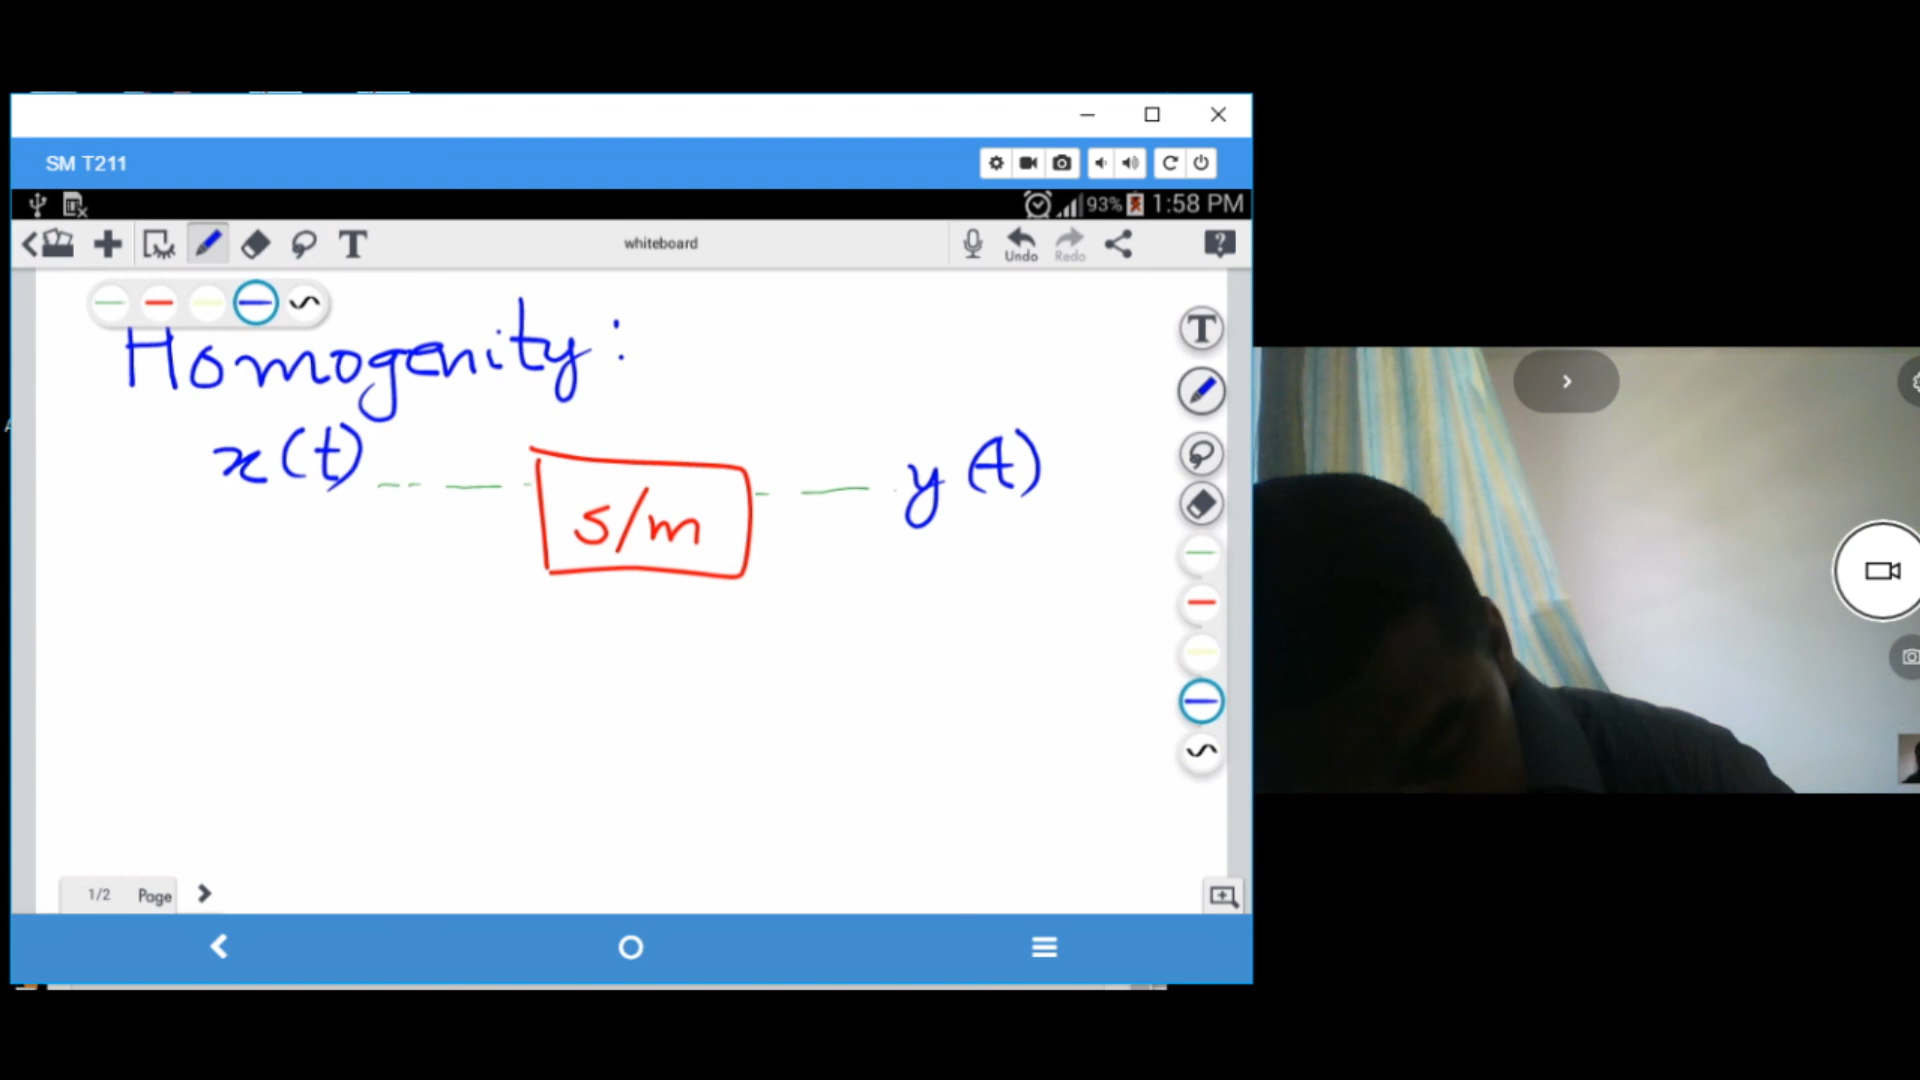 SM T211
93% 1:58 PM
whiteboard
T
Undo
Redo
?
Homogenity:
T
x(t)
s/m
y(t)
1/2 Page